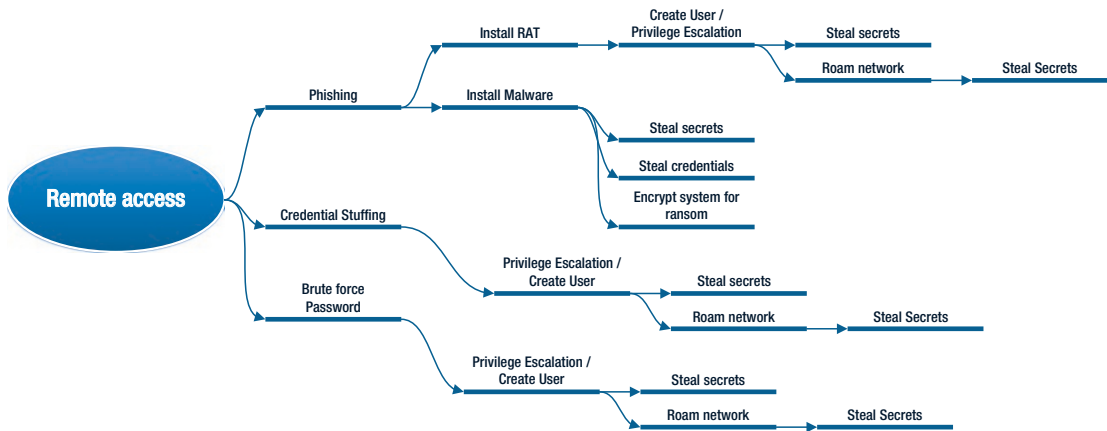 Remote access
Phishing
Install RAT
Create User /
Privilege Escalation
Steal secrets
Roam network
Steal Secrets
Install Malware
Steal secrets
Steal credentials
Encrypt system for
ransom
Credential Stuffing
Privilege Escalation /
Create User
Steal secrets
Roam network
Steal Secrets
Brute force
Password
Privilege Escalation /
Create User
Steal secrets
Roam network
Steal Secrets